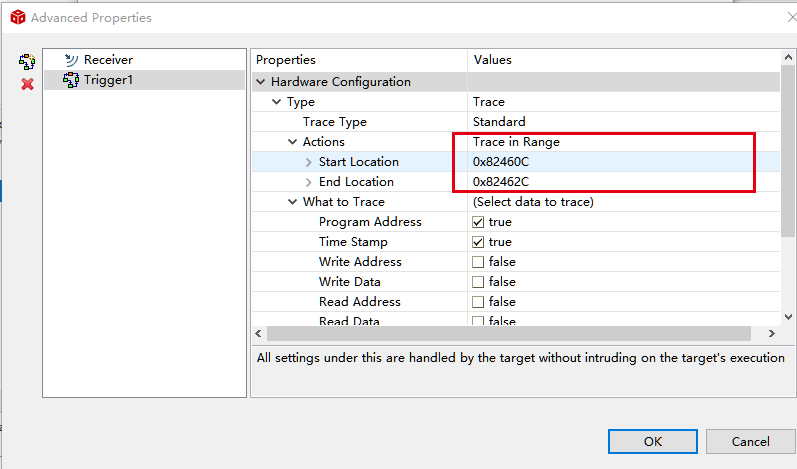 Advanced Properties
Receiver
Trigger1
Properties Values
Hardware Configuration
Type Trace
Trace Type Standard
Actions Trace in Range
Start Location 0x82460C
End Location 0x82462C
What to Trace (Select data to trace)
Program Address true
Time Stamp true
Write Address false
Write Data false
Read Address false
Read Data false
All settings under this are handled by the target without intruding on the target's execution
OK Cancel